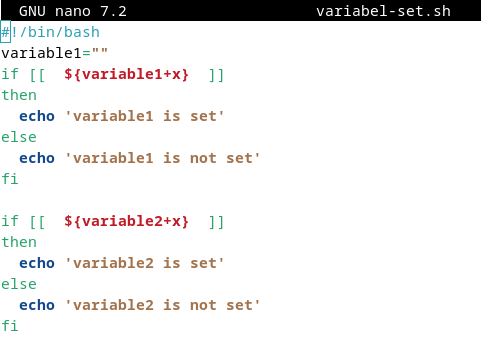 GNU nano 7.2 variabel-set.sh
#!/bin/bash
variable1=""
if [[  ${variable1+x}  ]]
then
  echo 'variable1 is set'
else
  echo 'variable1 is not set'
fi

if [[  ${variable2+x}  ]]
then
  echo 'variable2 is set'
else
  echo 'variable2 is not set'
fi